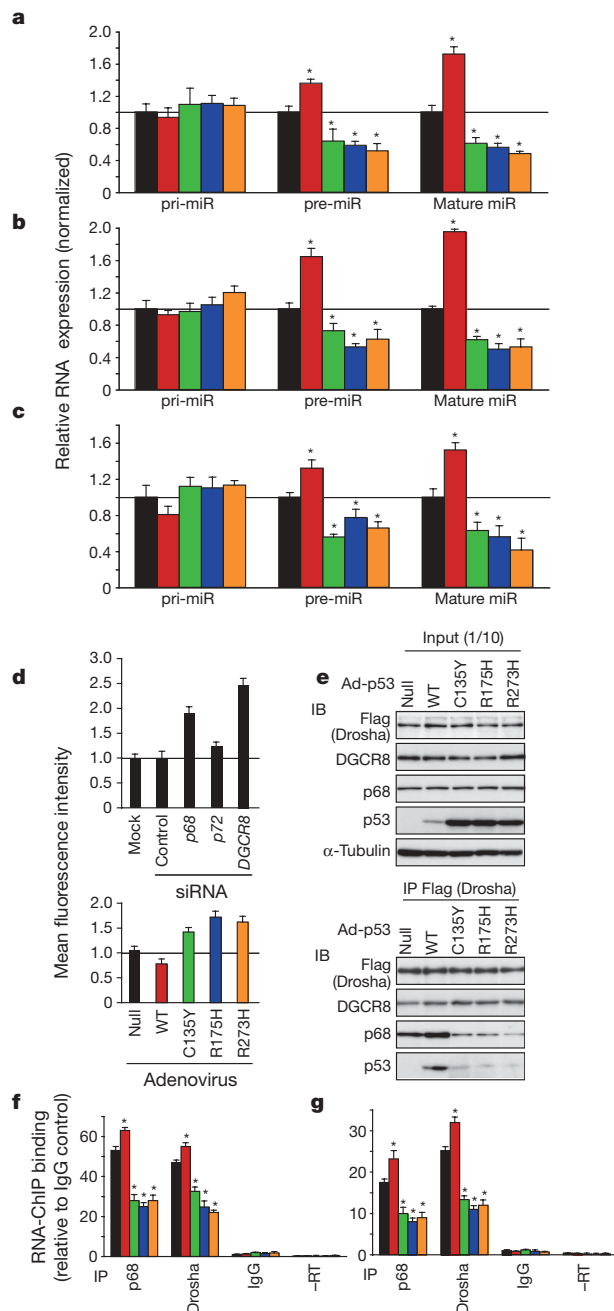 a
2.0
1.6
1.2
0.8
0.4
0
* * * * * * * *
pri-miR pre-miR Mature miR
b
2.0
1.6
1.2
0.8
0.4
0
* * * * * * * *
pri-miR pre-miR Mature miR
c
1.6
1.2
0.8
0.4
0
* * * * * * * *
pri-miR pre-miR Mature miR
Relative RNA expression (normalized)
d
3.0
2.5
2.0
1.5
1.0
0.5
0
Mock Control p68 p72 DGCR8
siRNA
2.0
1.5
1.0
0.5
0
Null WT C135Y R175H R273H
Adenovirus
Mean fluorescence intensity
e
Input (1/10)
Ad-p53 Null WT C135Y R175H R273H
IB
Flag (Drosha)
DGCR8
p68
p53
α-Tubulin
IP Flag (Drosha)
Ad-p53 Null WT C135Y R175H R273H
IB
Flag (Drosha)
DGCR8
p68
p53
f
60
40
20
0
* * * * * * * *
IP p68 Drosha IgG –RT
RNA-ChIP binding (relative to IgG control)
g
30
20
10
0
* * * * * * * *
IP p68 Drosha IgG –RT